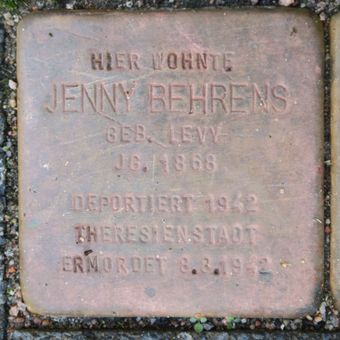 HIER WOHNTE
JENNY BEHRENS
GEB. LEVY
JG. 1868
DEPORTIERT 1942
THERESIENSTADT
ERMORDET 8.8.1942